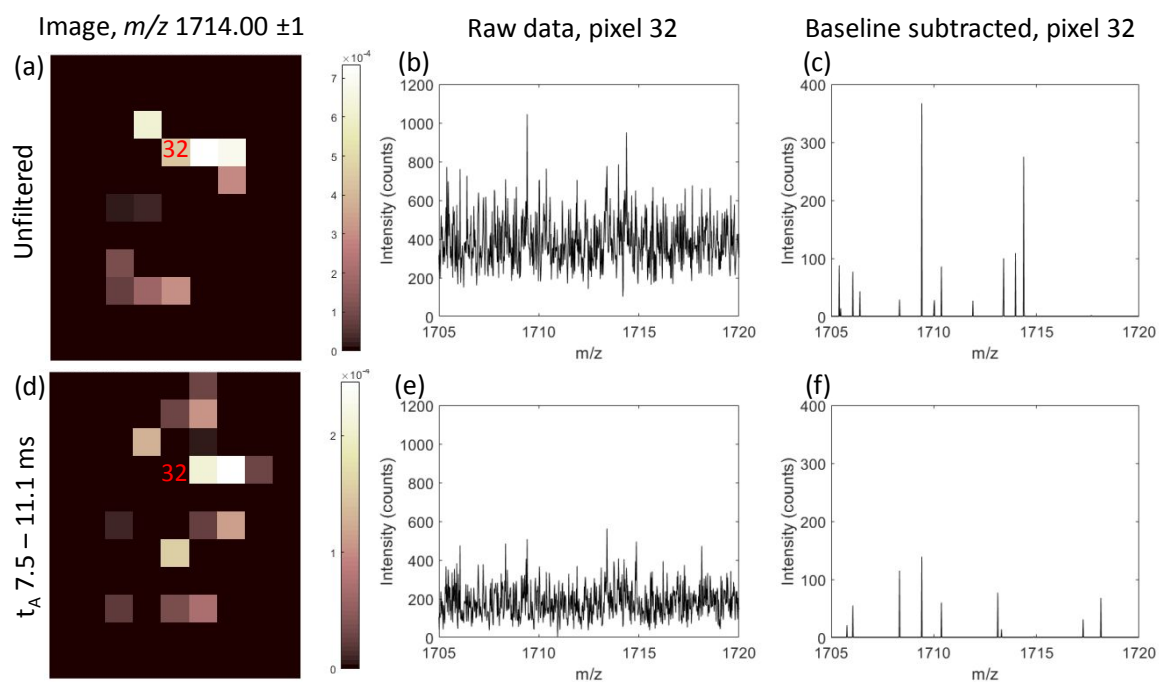 Image, m/z 1714.00 ±1
Raw data, pixel 32
Baseline subtracted, pixel 32
Unfiltered
(a)
32
×10⁻⁴
7
6
5
4
3
2
1
0
(b)
Intensity (counts)
1200
1000
800
600
400
200
0
1705 1710 1715 1720
m/z
(c)
Intensity (counts)
400
300
200
100
0
1705 1710 1715 1720
m/z
tA 7.5 – 11.1 ms
(d)
32
×10⁻⁴
2
1
0
(e)
Intensity (counts)
1200
1000
800
600
400
200
0
1705 1710 1715 1720
m/z
(f)
Intensity (counts)
400
300
200
100
0
1705 1710 1715 1720
m/z